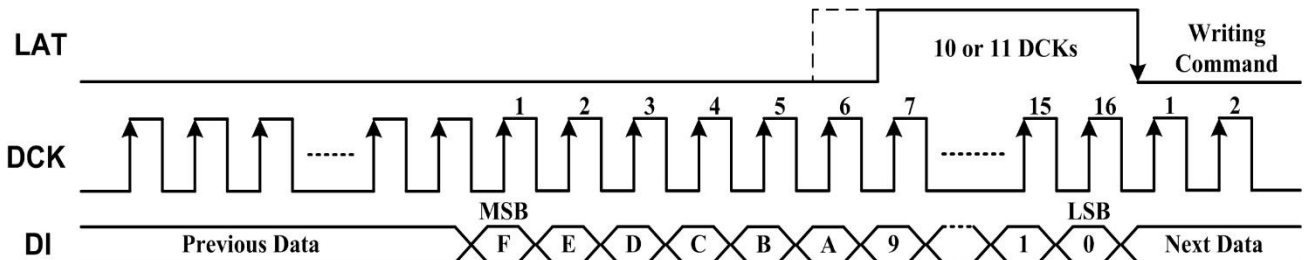 LAT
10 or 11 DCKs
Writing
Command
DCK
1 2 3 4 5 6 7 15 16 1 2
DI
Previous Data
MSB
LSB
F E D C B A 9 1 0
Next Data